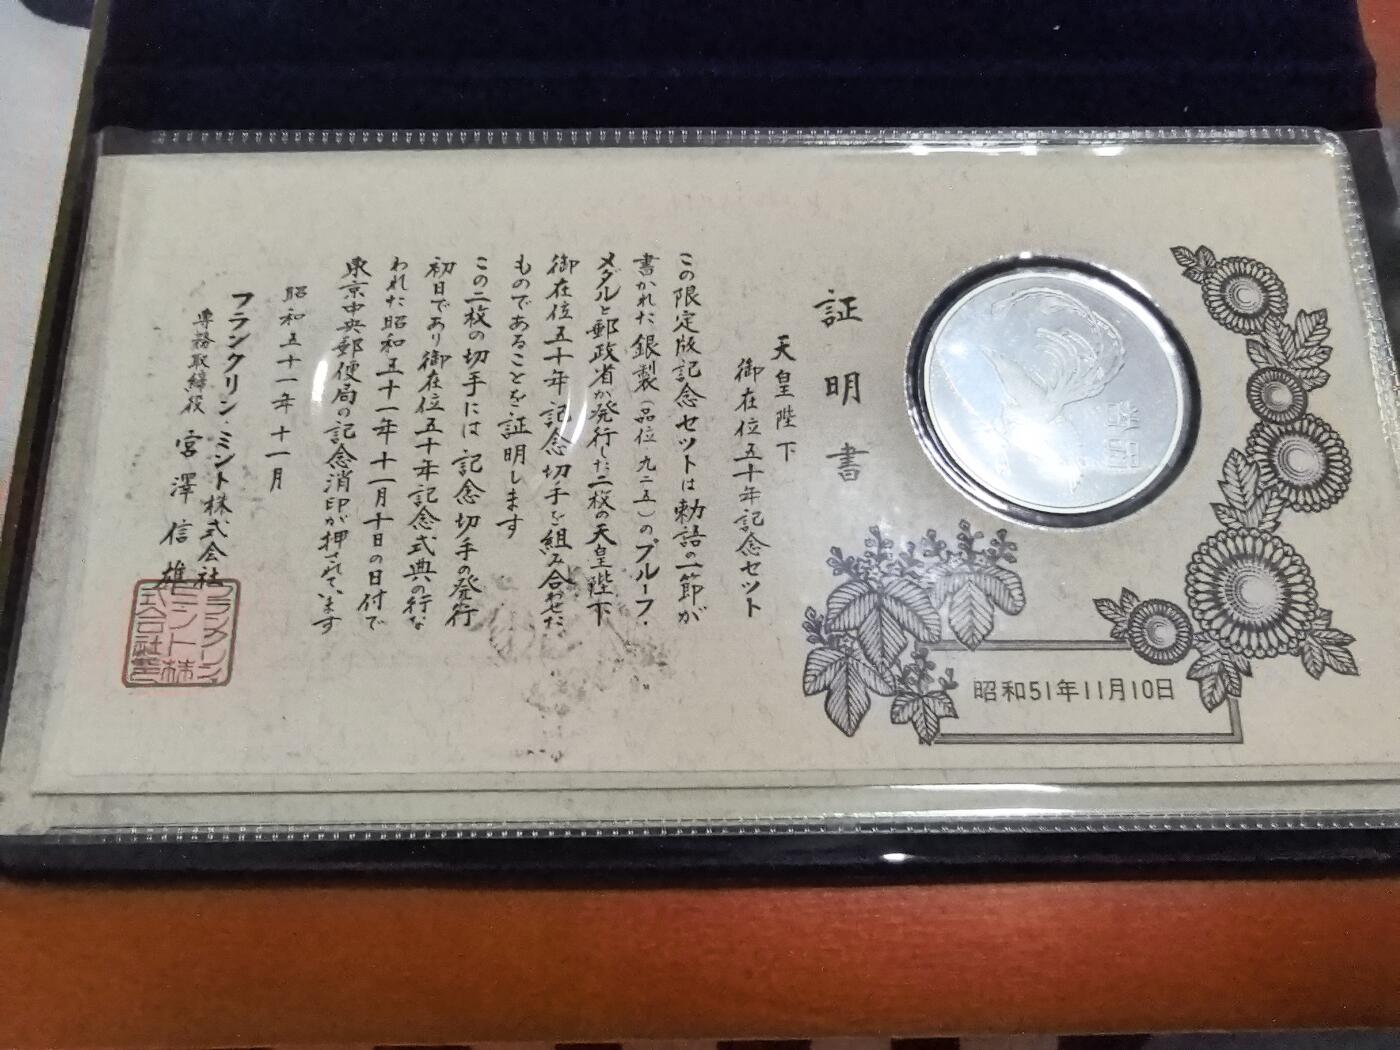 昭和51年11月10日
証明書
天皇陛下
御在位五十年記念セット
この限定版記念セットは勅語の一節が
書かれた銀製(品位九二五)のプルーフ・
メダルと郵政省が発行した二枚の天皇陛下
御在位五十年記念切手を組み合わせた
ものであることを証明します
この二枚の切手には記念切手の発行
初日であり御在位五十年記念式典の行な
われた昭和五十一年十一月十日の日付で
東京中央郵便局の記念消印が押されています
昭和五十一年十一月
フランクリン・ミント株式会社
専務取締役 宮澤信雄
フランクリンミント株式会社